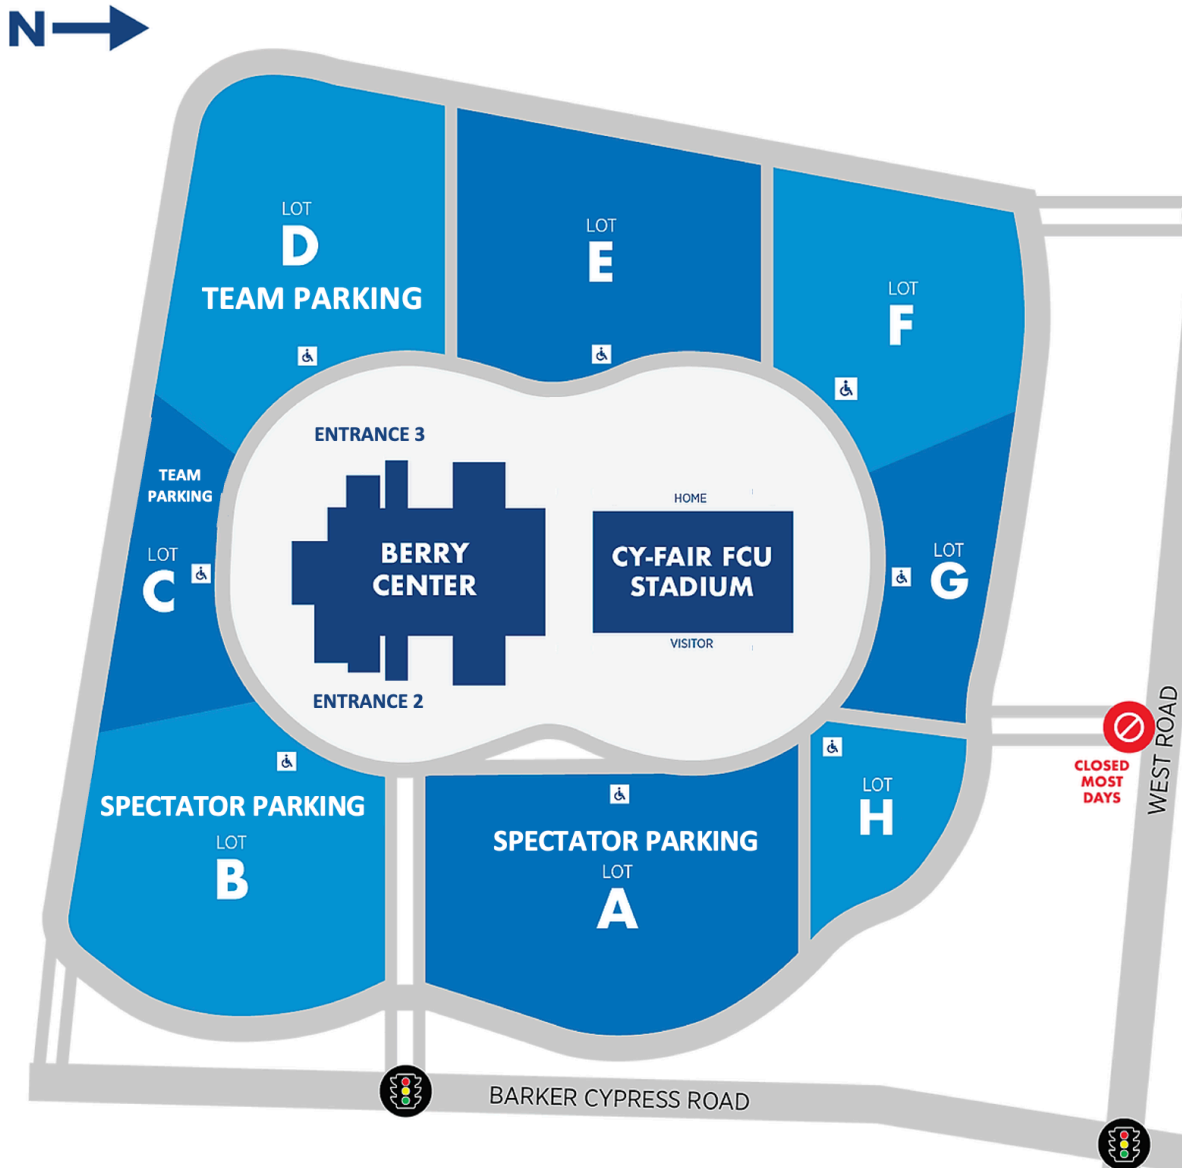 N
LOT
D
TEAM PARKING
LOT
E
LOT
F
ENTRANCE 3
TEAM
PARKING
LOT
C
BERRY
CENTER
HOME
CY-FAIR FCU
STADIUM
VISITOR
LOT
G
ENTRANCE 2
WEST ROAD
CLOSED
MOST
DAYS
LOT
H
SPECTATOR PARKING
LOT
B
SPECTATOR PARKING
LOT
A
BARKER CYPRESS ROAD